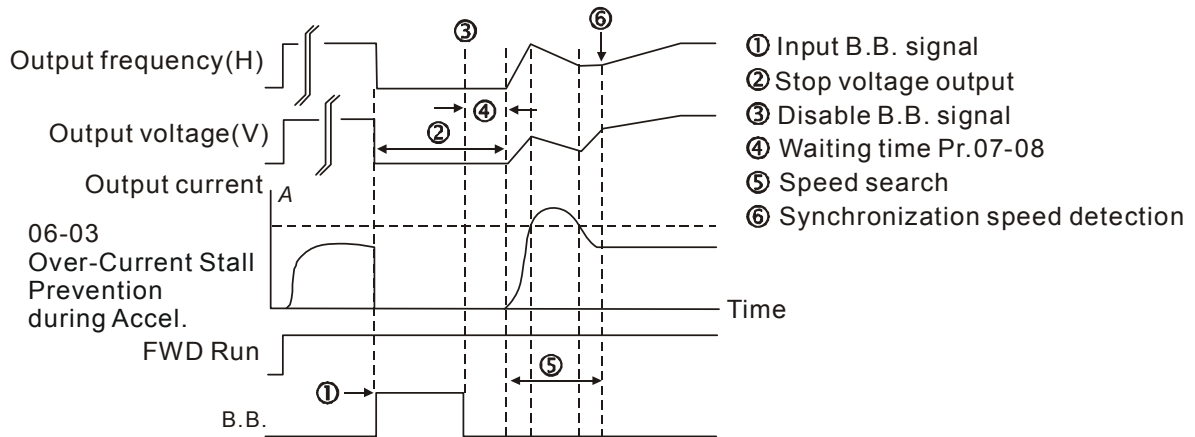 ③
⑥
Output frequency(H)
④
Output voltage(V)
②
Output current
A
06-03
Over-Current Stall
Prevention
during Accel.
Time
FWD Run
⑤
①
B.B.
① Input B.B. signal
② Stop voltage output
③ Disable B.B. signal
④ Waiting time Pr.07-08
⑤ Speed search
⑥ Synchronization speed detection